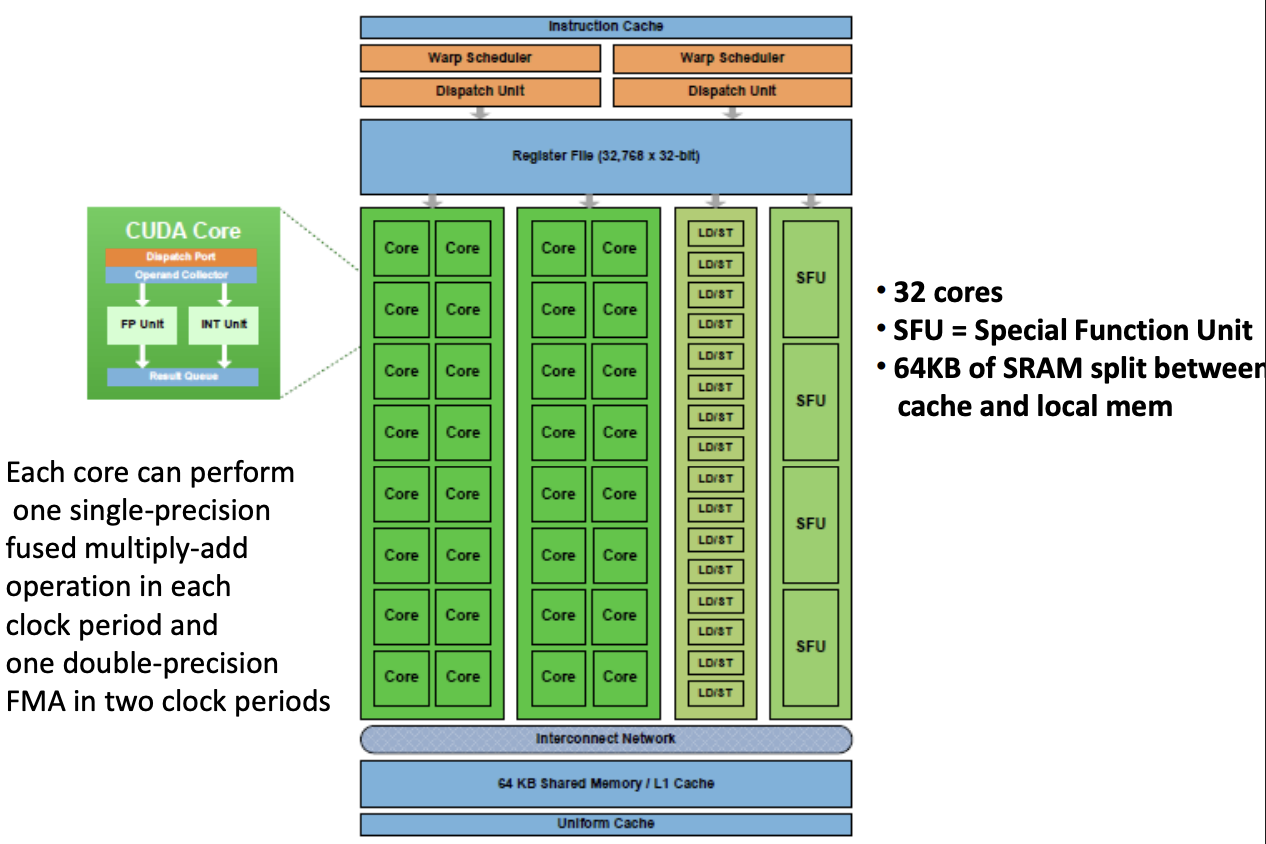 Instruction Cache
Warp Scheduler
Warp Scheduler
Dispatch Unit
Dispatch Unit
Register File (32,768 x 32-bit)
CUDA Core
Dispatch Port
Operand Collector
FP Unit
INT Unit
Result Queue
Core Core Core Core LD/ST
LD/ST
SFU
Core Core Core Core LD/ST
LD/ST
Core Core Core Core LD/ST
LD/ST
SFU
Core Core Core Core LD/ST
LD/ST
Core Core Core Core LD/ST
LD/ST
SFU
Core Core Core Core LD/ST
LD/ST
Core Core Core Core LD/ST
LD/ST
SFU
Core Core Core Core LD/ST
LD/ST
Interconnect Network
64 KB Shared Memory / L1 Cache
Uniform Cache
• 32 cores
• SFU = Special Function Unit
• 64KB of SRAM split between
cache and local mem
Each core can perform
one single-precision
fused multiply-add
operation in each
clock period and
one double-precision
FMA in two clock periods